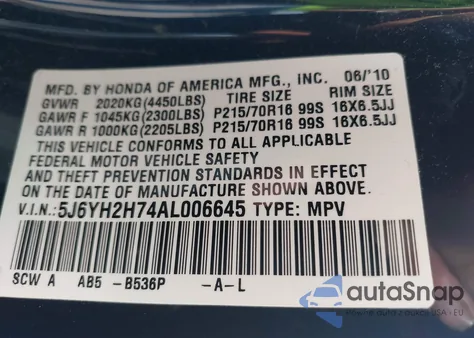 MFD. BY HONDA OF AMERICA MFG., INC. 06/'10
GVWR 2020KG(4450LBS) TIRE SIZE RIM SIZE
GAWR F 1045KG(2300LBS) P215/70R16 99S 16X6.5JJ
GAWR R 1000KG(2205LBS) P215/70R16 99S 16X6.5JJ
THIS VEHICLE CONFORMS TO ALL APPLICABLE
FEDERAL MOTOR VEHICLE SAFETY
AND THEFT PREVENTION STANDARDS IN EFFECT
ON THE DATE OF MANUFACTURE SHOWN ABOVE.
V.I.N.: 5J6YH2H74AL006645 TYPE: MPV
SCW A AB5 -B536P -A-L
autoSnap